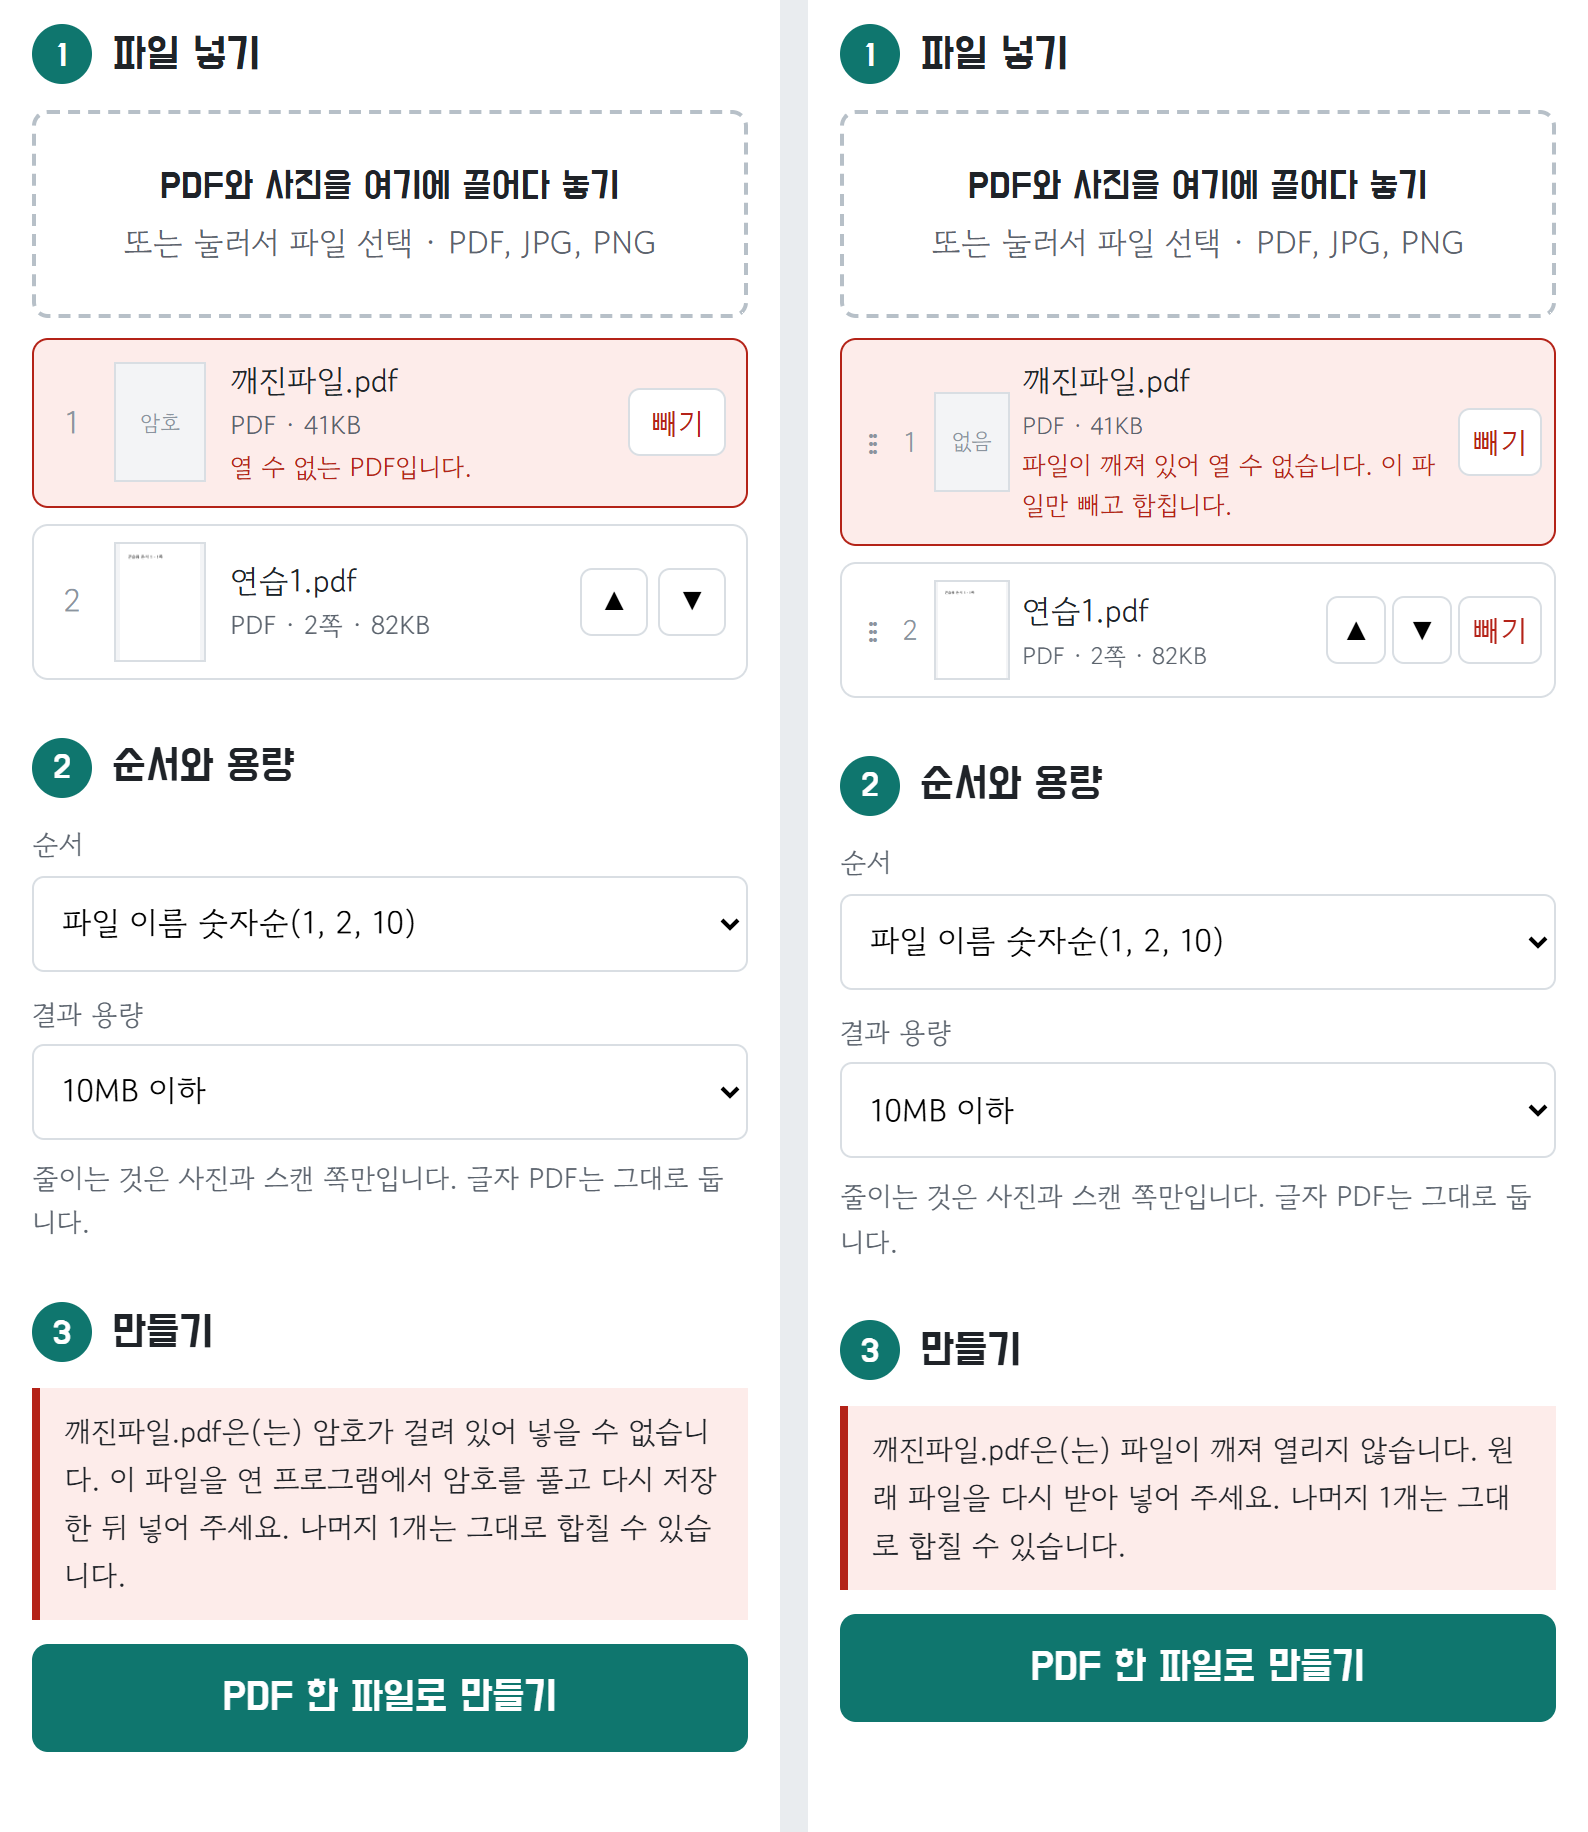 1 파일 넣기
PDF와 사진을 여기에 끌어다 놓기
또는 눌러서 파일 선택 · PDF, JPG, PNG
1 암호 깨진파일.pdf
PDF · 41KB
열 수 없는 PDF입니다.
빼기
2 연습1.pdf
PDF · 2쪽 · 82KB
▲ ▼
2 순서와 용량
순서
파일 이름 숫자순(1, 2, 10)
결과 용량
10MB 이하
줄이는 것은 사진과 스캔 쪽만입니다. 글자 PDF는 그대로 둡
니다.
3 만들기
깨진파일.pdf은(는) 암호가 걸려 있어 넣을 수 없습니
다. 이 파일을 연 프로그램에서 암호를 풀고 다시 저장
한 뒤 넣어 주세요. 나머지 1개는 그대로 합칠 수 있습
니다.
PDF 한 파일로 만들기
1 파일 넣기
PDF와 사진을 여기에 끌어다 놓기
또는 눌러서 파일 선택 · PDF, JPG, PNG
1 없음 깨진파일.pdf
PDF · 41KB
파일이 깨져 있어 열 수 없습니다. 이 파
일만 빼고 합칩니다.
빼기
2 연습1.pdf
PDF · 2쪽 · 82KB
▲ ▼ 빼기
2 순서와 용량
순서
파일 이름 숫자순(1, 2, 10)
결과 용량
10MB 이하
줄이는 것은 사진과 스캔 쪽만입니다. 글자 PDF는 그대로 둡
니다.
3 만들기
깨진파일.pdf은(는) 파일이 깨져 열리지 않습니다. 원
래 파일을 다시 받아 넣어 주세요. 나머지 1개는 그대
로 합칠 수 있습니다.
PDF 한 파일로 만들기